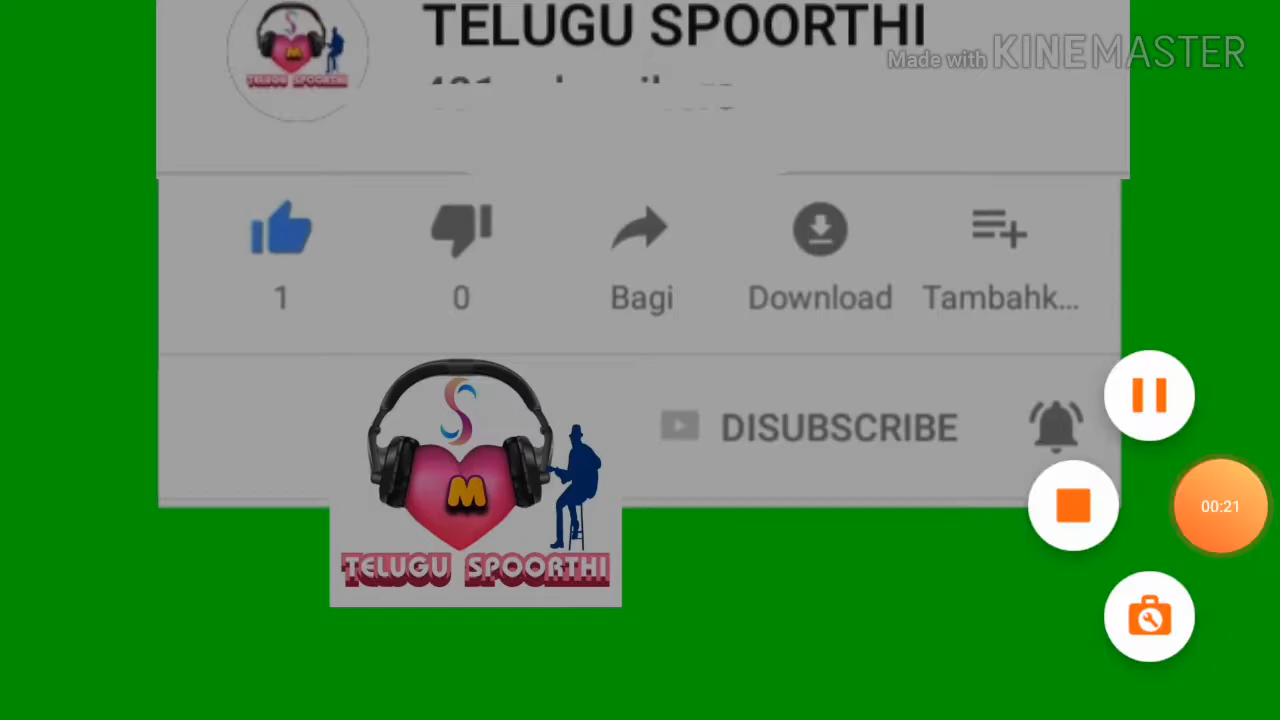 TELUGU SPOORTHI
Made with KINEMASTER
TELUGU SPOORTHI
1
0
Bagi
Download
Tambahk...
S
DISUBSCRIBE
M
00:21
TELUGU SPOORTHI